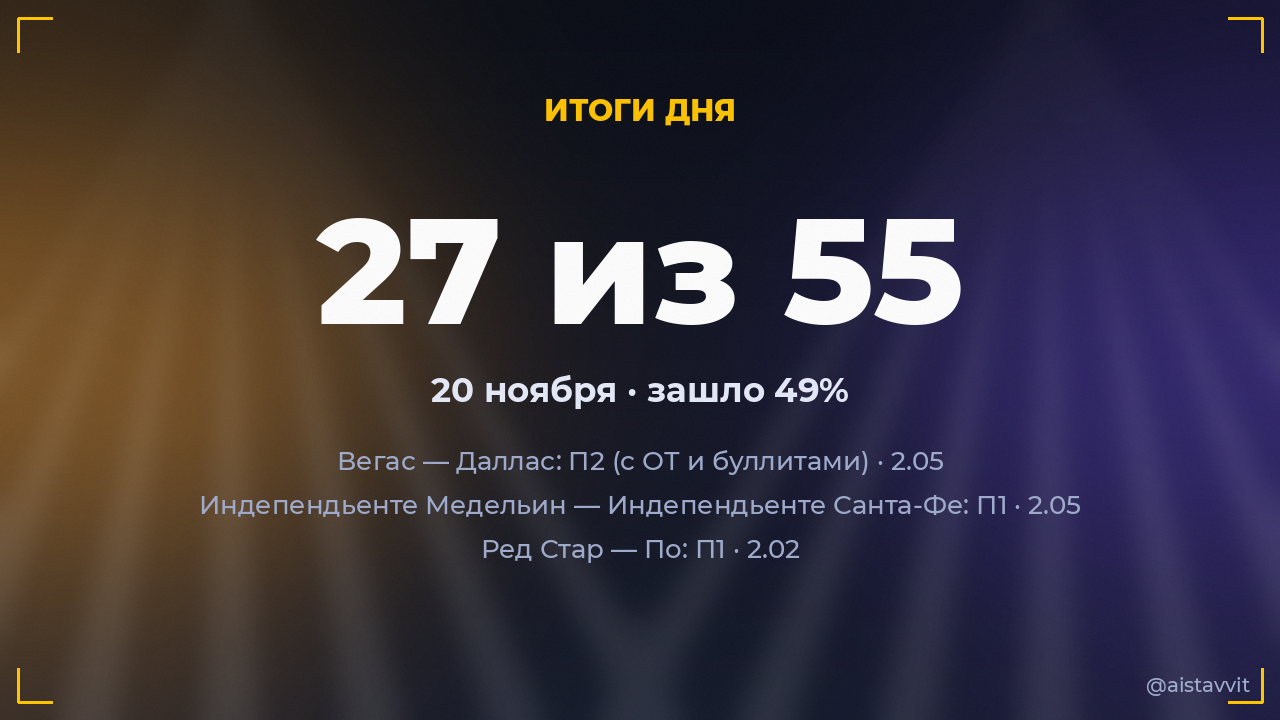 ИТОГИ ДНЯ
27 из 55
20 ноября · зашло 49%
Вегас — Даллас: П2 (с ОТ и буллитами) · 2.05
Индепендьенте Медельин — Индепендьенте Санта-Фе: П1 · 2.05
Ред Стар — По: П1 · 2.02
@aistavvit